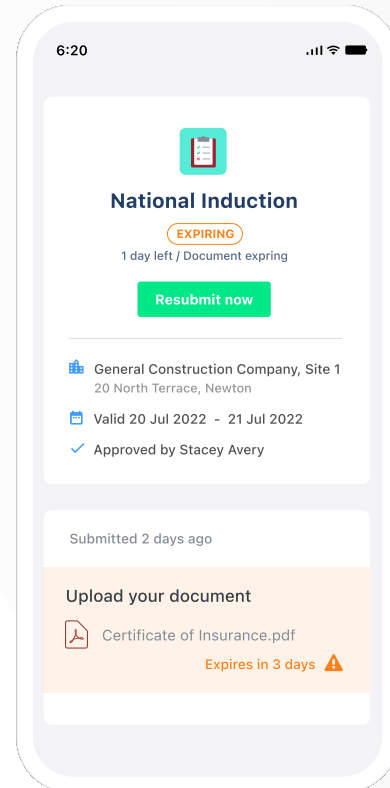 6:20
National Induction
EXPIRING
1 day left / Document expring
Resubmit now
General Construction Company, Site 1
20 North Terrace, Newton
Valid 20 Jul 2022 - 21 Jul 2022
Approved by Stacey Avery
Submitted 2 days ago
Upload your document
Certificate of Insurance.pdf
Expires in 3 days